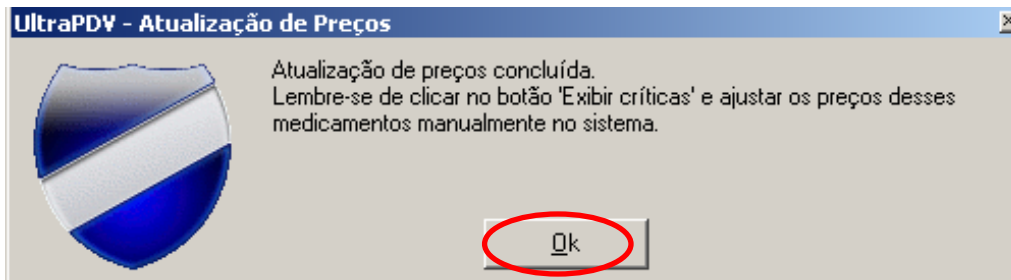 UltraPDV - Atualização de Preços
Atualização de preços concluída.
Lembre-se de clicar no botão 'Exibir críticas' e ajustar os preços desses
medicamentos manualmente no sistema.
Ok